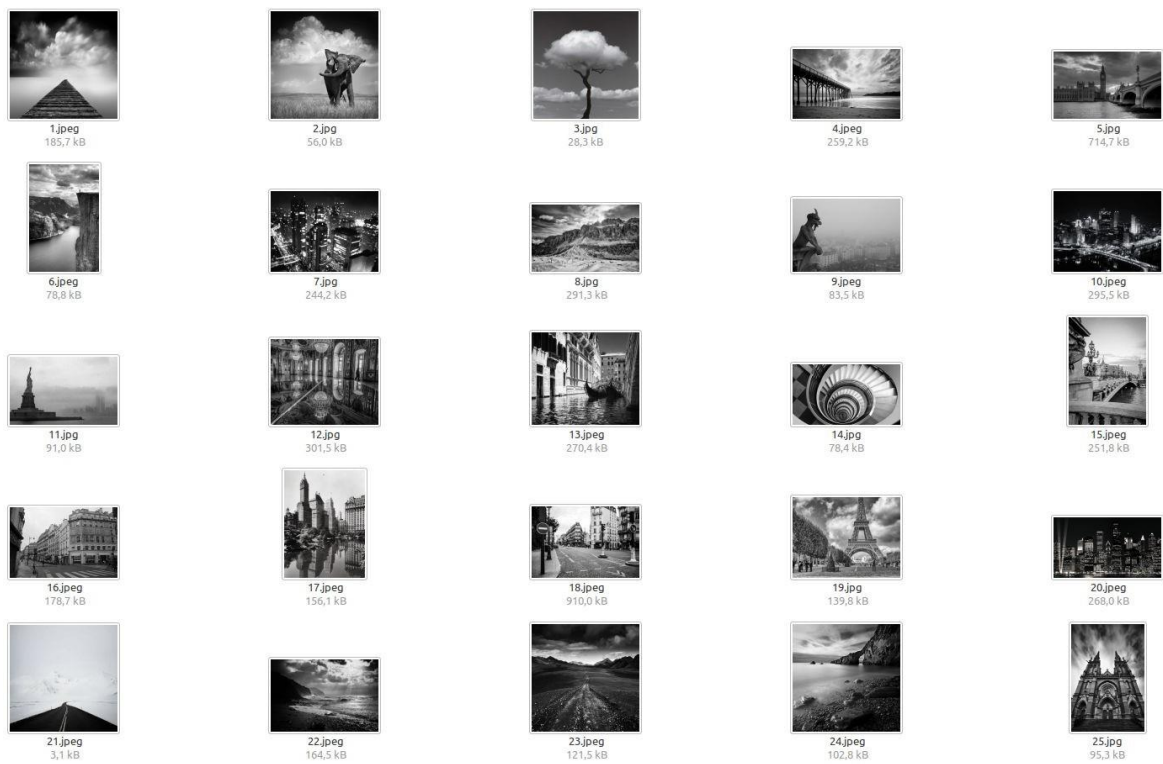 1.jpeg
185,7 kB
2.jpg
56,0 kB
3.jpg
28,3 kB
4.jpeg
259,2 kB
5.jpg
714,7 kB
6.jpeg
78,8 kB
7.jpg
244,2 kB
8.jpg
291,3 kB
9.jpeg
83,5 kB
10.jpg
295,5 kB
11.jpg
91,0 kB
12.jpg
301,5 kB
13.jpeg
270,4 kB
14.jpg
78,4 kB
15.jpeg
251,8 kB
16.jpeg
178,7 kB
17.jpeg
156,1 kB
18.jpeg
910,0 kB
19.jpg
139,8 kB
20.jpeg
268,0 kB
21.jpeg
3,1 kB
22.jpeg
164,5 kB
23.jpeg
121,5 kB
24.jpeg
102,8 kB
25.jpg
95,3 kB